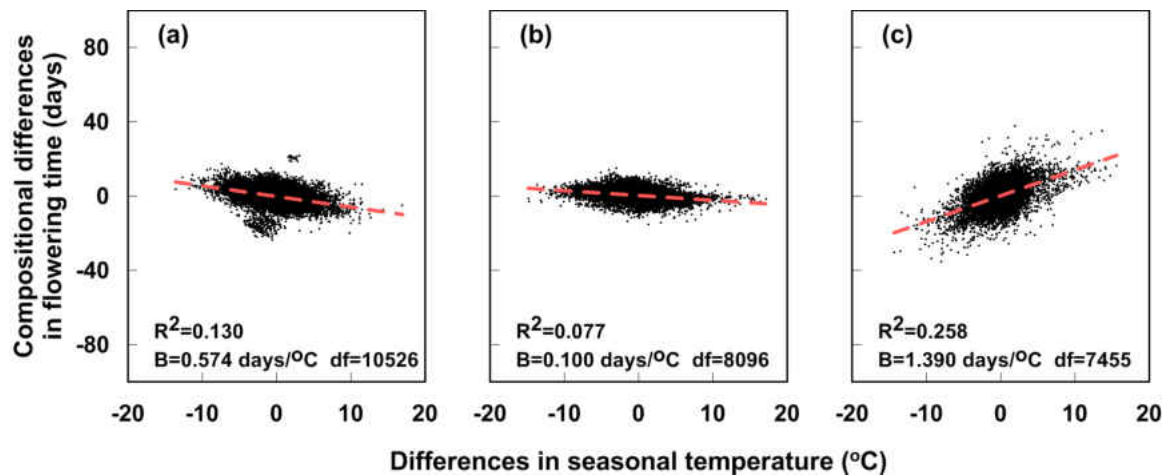 Compositional differences
in flowering time (days)
80
40
0
-40
-80
(a)
R²=0.130
B=0.574 days/ºC df=10526
(b)
R²=0.077
B=0.100 days/ºC df=8096
(c)
R²=0.258
B=1.390 days/ºC df=7455
-20 -10 0 10 20
-20 -10 0 10 20
-20 -10 0 10 20
Differences in seasonal temperature (ºC)